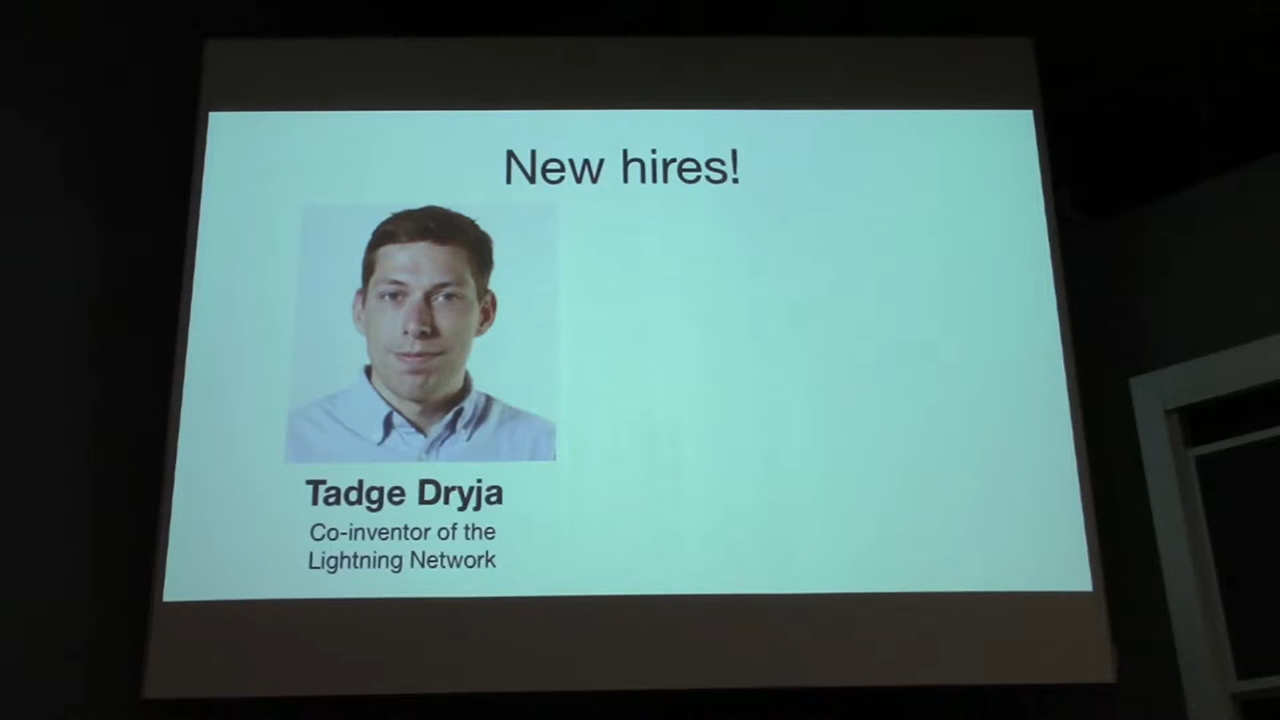 New hires!
Tadge Dryja
Co-inventor of the
Lightning Network